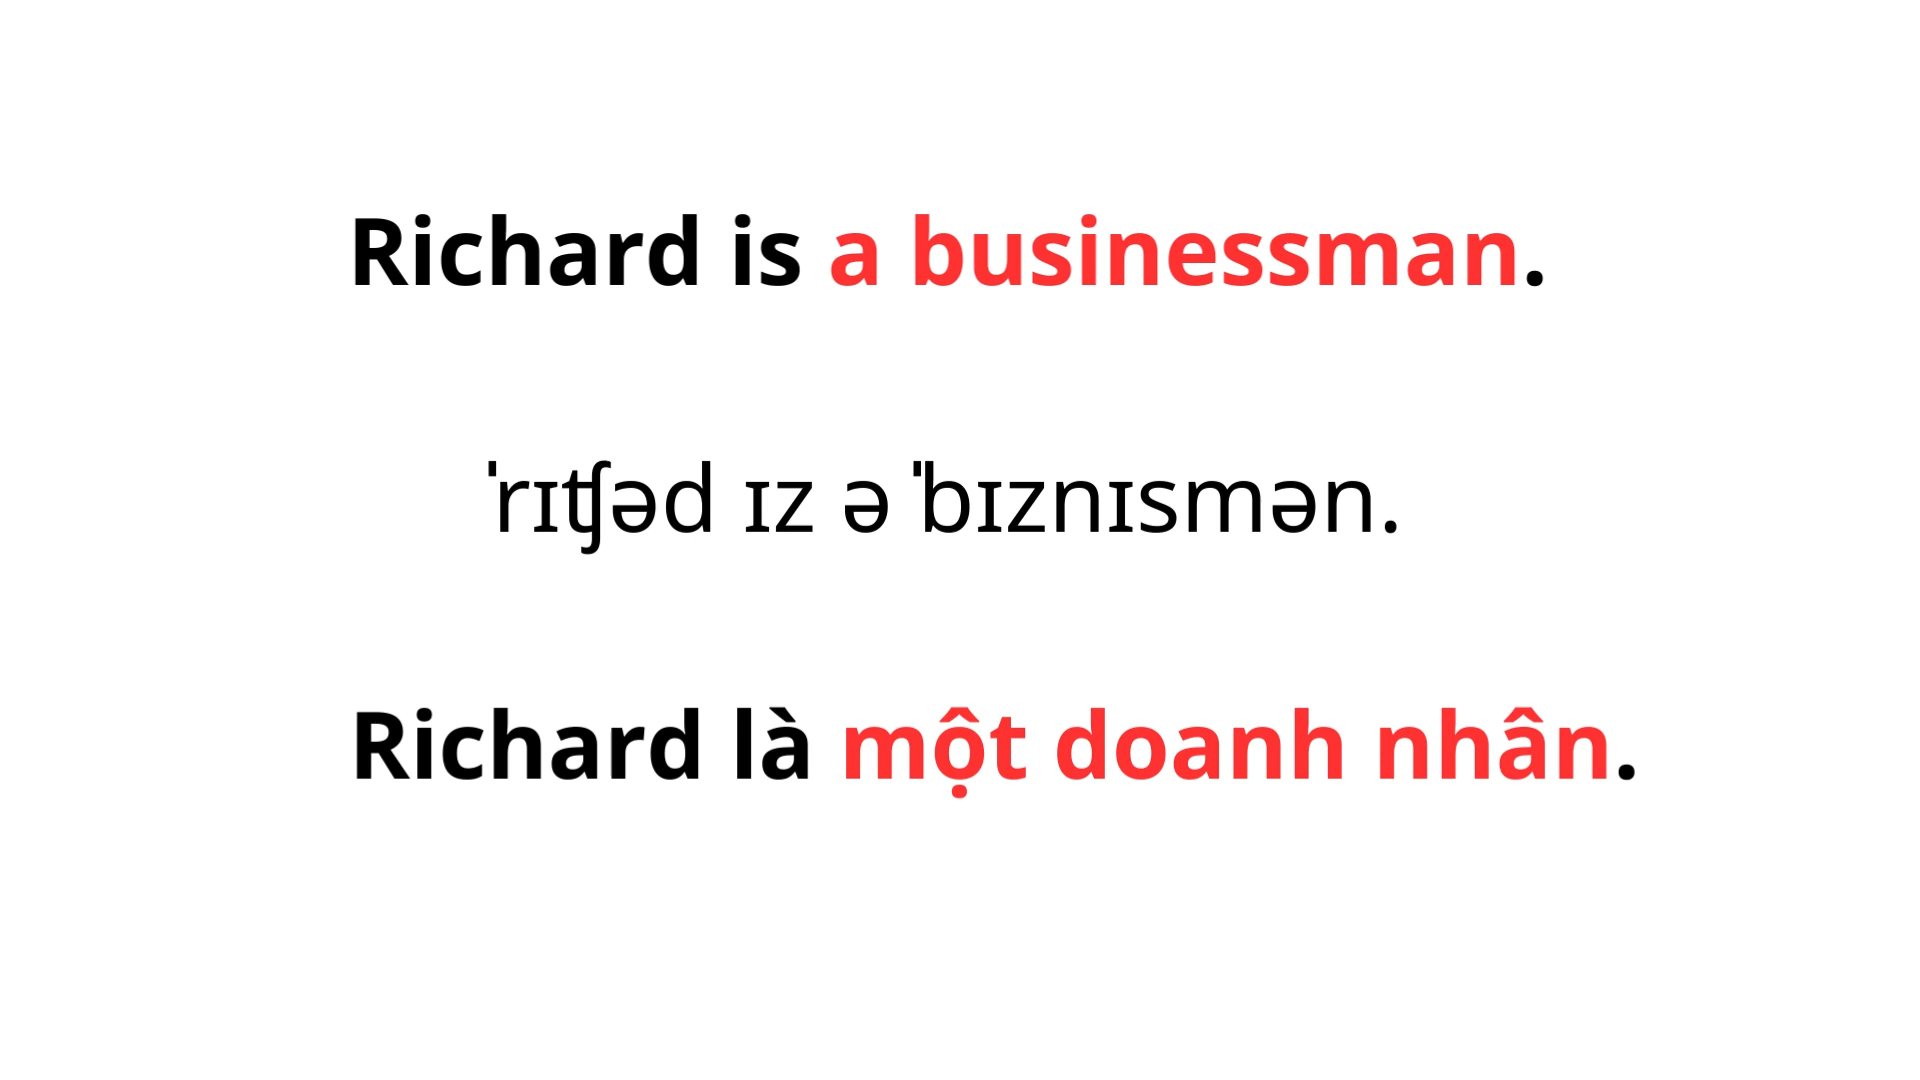 Richard is a businessman.
ˈrɪʧəd ɪz ə ˈbɪznɪsmən.
Richard là một doanh nhân.